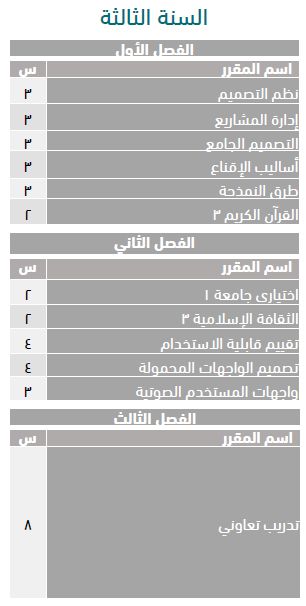 السنة الثالثة
الفصل الأول
اسم المقرر س
نظم التصميم ٣
إدارة المشاريع ٣
التصميم الجامع ٣
أساليب الإقناع ٣
طرق النمذحة ٣
القرآن الكريم ٣ ٢
الفصل الثاني
اسم المقرر س
اختياري جامعة ١ ٢
الثقافة الإسلامية ٣ ٢
تقييم قابلية الاستخدام ٤
تصميم الواجهات المحمولة ٤
واجهات المستخدم الصوتية ٣
الفصل الثالث
اسم المقرر س
تدريب تعاوني ٨